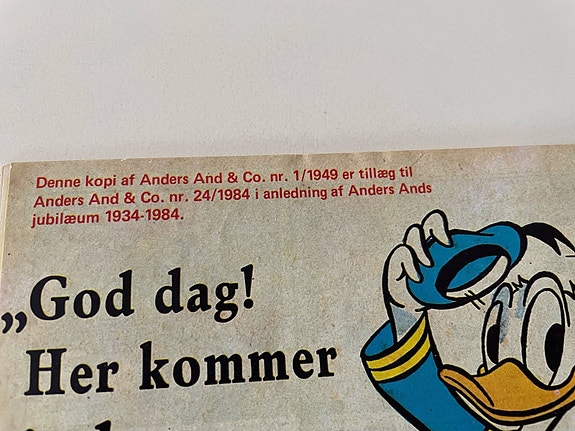 Denne kopi af Anders And & Co. nr. 1/1949 er tillæg til
Anders And & Co. nr. 24/1984 i anledning af Anders Ands
jubilæum 1934-1984.
„God dag!
Her kommer